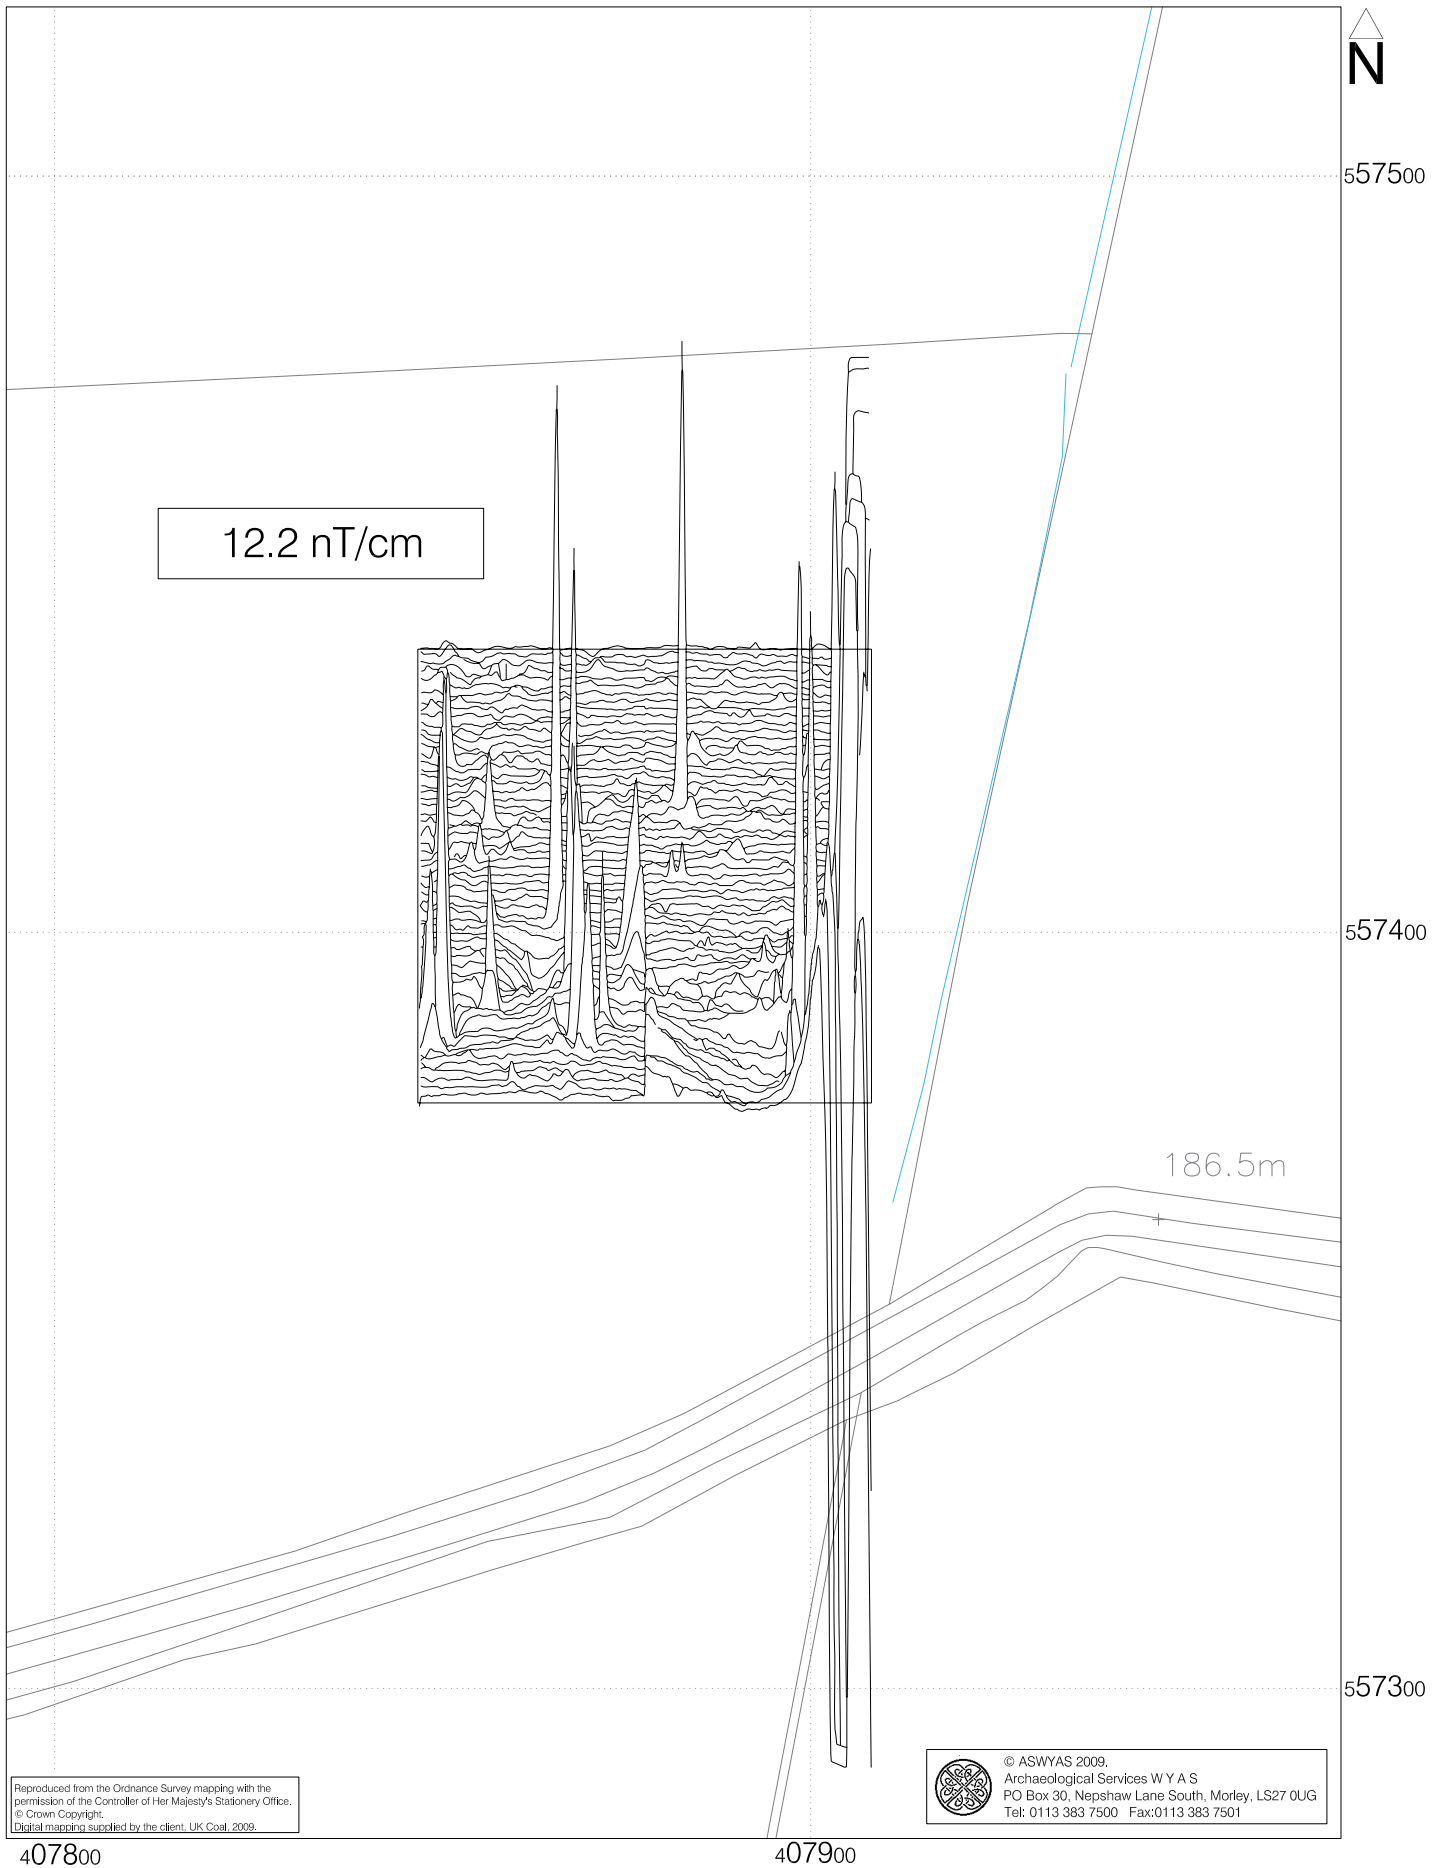 N
557500
12.2 nT/cm
557400
186.5m
557300
© ASWYAS 2009.
Archaeological Services W Y A S
PO Box 30, Nepshaw Lane South, Morley, LS27 0UG
Tel: 0113 383 7500 Fax:0113 383 7501
Reproduced from the Ordnance Survey mapping with the
permission of the Controller of Her Majesty's Stationery Office.
© Crown Copyright.
Digital mapping supplied by the client, UK Coal, 2009.
407800
407900